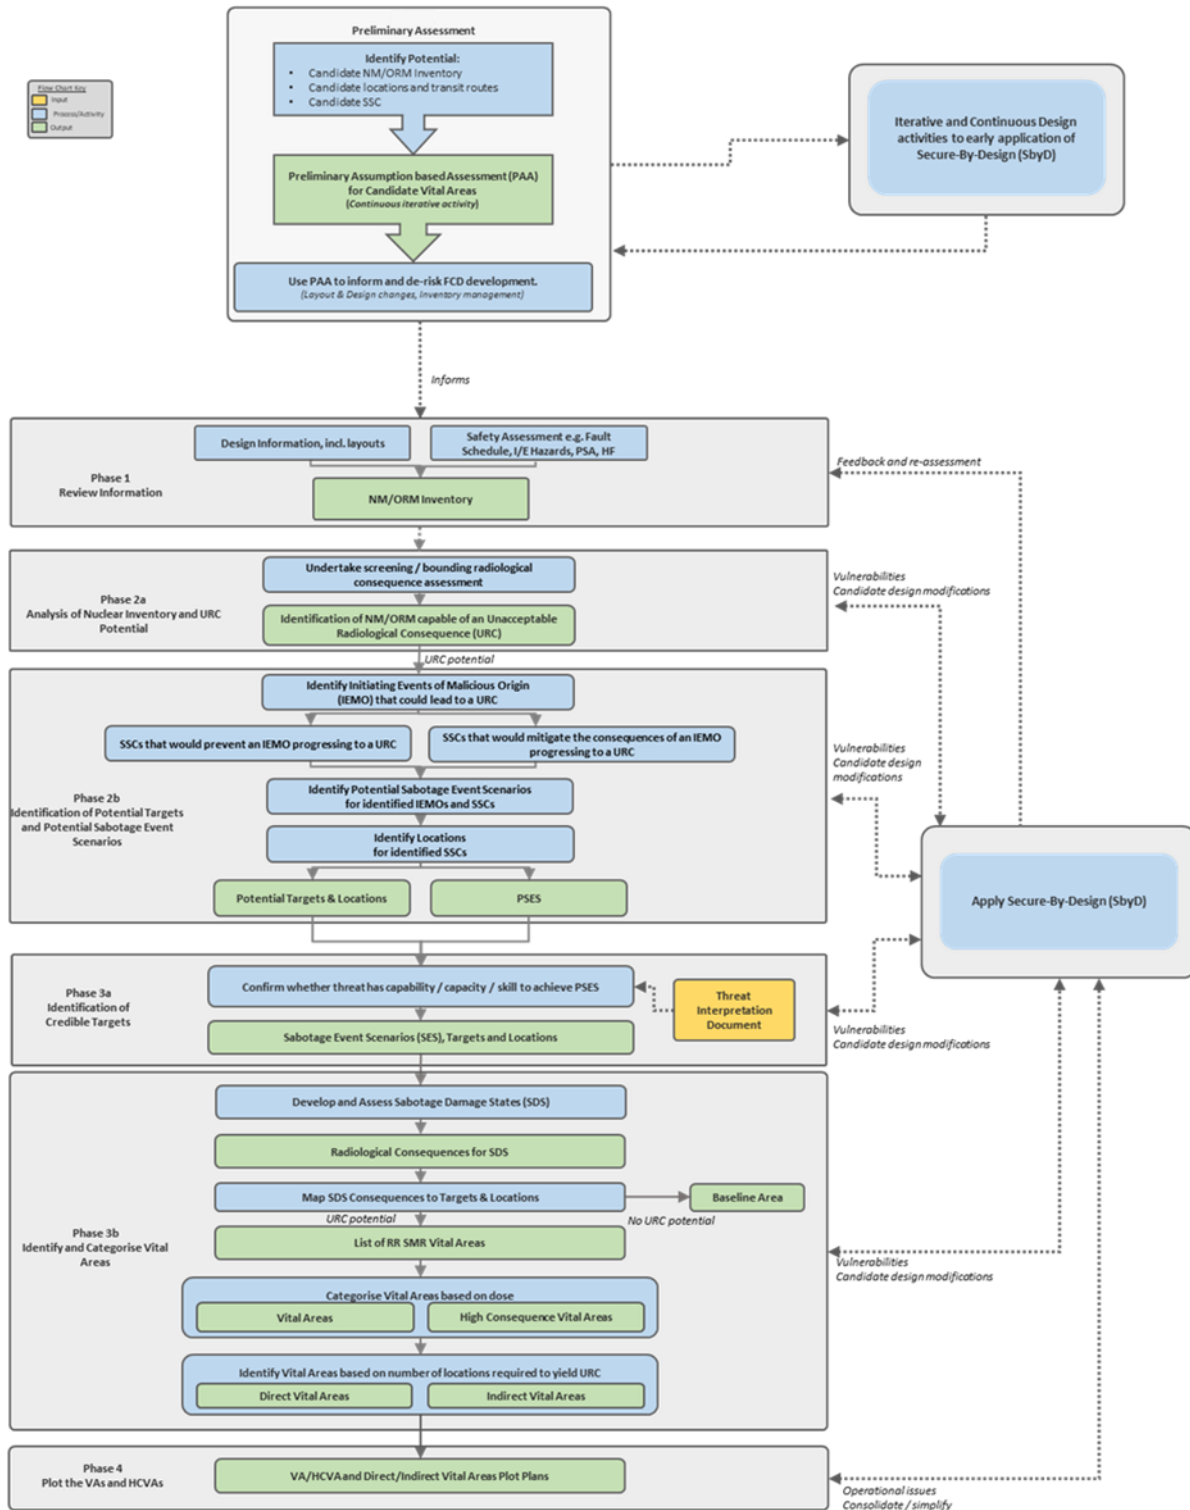 Preliminary Assessment
Identify Potential:
• Candidate NM/ORM Inventory
• Candidate locations and transit routes
• Candidate SSC
Flow Chart Key
Input
Process/Activity
Output
Iterative and Continuous Design
activities to early application of
Secure-By-Design (SbyD)
Preliminary Assumption based Assessment (PAA)
for Candidate Vital Areas
(Continuous iterative activity)
Use PAA to inform and de-risk FCD development.
(Layout & Design changes, Inventory management)
Informs
Phase 1
Review Information
Design Information, incl. layouts
Safety Assessment e.g. Fault
Schedule, I/E Hazards, PSA, HF
NM/ORM Inventory
Feedback and re-assessment
Phase 2a
Analysis of Nuclear Inventory and URC
Potential
Undertake screening / bounding radiological
consequence assessment
Identification of NM/ORM capable of an Unacceptable
Radiological Consequence (URC)
Vulnerabilities
Candidate design modifications
URC potential
Phase 2b
Identification of Potential Targets
and Potential Sabotage Event
Scenarios
Identify Initiating Events of Malicious Origin
(IEMO) that could lead to a URC
SSCs that would prevent an IEMO progressing to a URC
SSCs that would mitigate the consequences of an IEMO
progressing to a URC
Identify Potential Sabotage Event Scenarios
for identified IEMOs and SSCs
Identify Locations
for identified SSCs
Potential Targets & Locations
PSES
Vulnerabilities
Candidate design
modifications
Apply Secure-By-Design (SbyD)
Phase 3a
Identification of
Credible Targets
Confirm whether threat has capability / capacity / skill to achieve PSES
Threat
Interpretation
Document
Sabotage Event Scenarios (SES), Targets and Locations
Vulnerabilities
Candidate design modifications
Phase 3b
Identify and Categorise Vital
Areas
Develop and Assess Sabotage Damage States (SDS)
Radiological Consequences for SDS
Map SDS Consequences to Targets & Locations
Baseline Area
URC potential
No URC potential
List of RR SMR Vital Areas
Categorise Vital Areas based on dose
Vital Areas
High Consequence Vital Areas
Identify Vital Areas based on number of locations required to yield URC
Direct Vital Areas
Indirect Vital Areas
Vulnerabilities
Candidate design modifications
Phase 4
Plot the VAs and HCVAs
VA/HCVA and Direct/Indirect Vital Areas Plot Plans
Operational issues
Consolidate / simplify